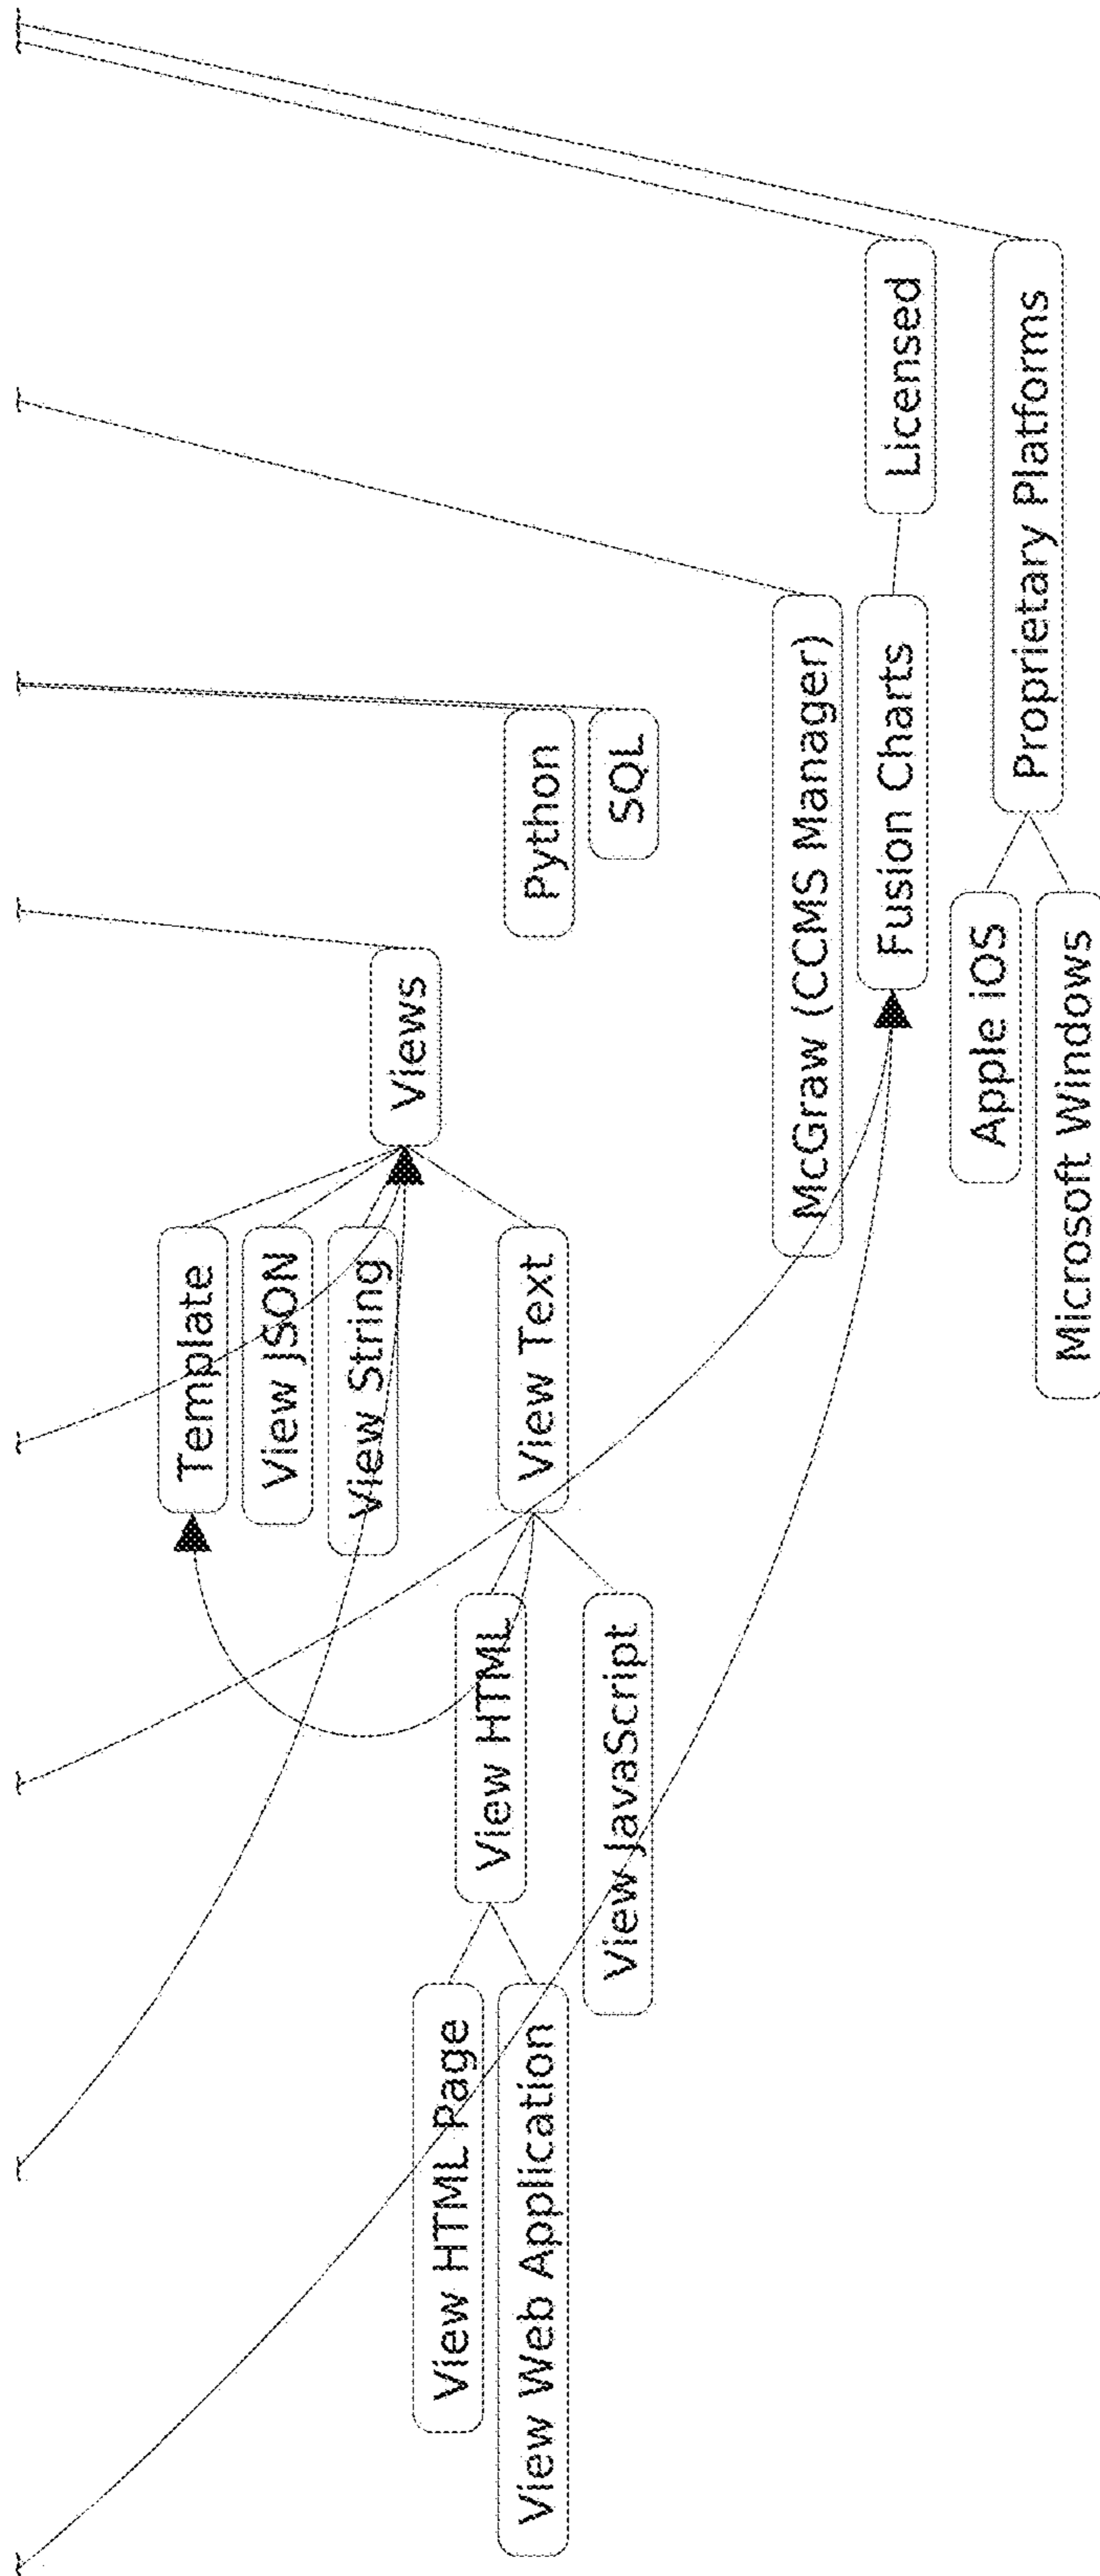 Template
View JSON
View String
Views
View HTML Page
View HTML
View Web Application
View Text
Python
View JavaScript
SQL
McGraw (CCMS Manager)
Fusion Charts
Licensed
Apple iOS
Proprietary Platforms
Microsoft Windows